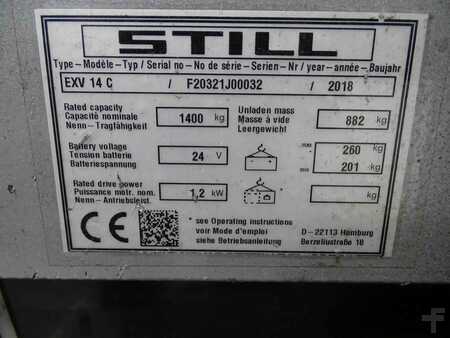 STILL
Type – Modèle – Typ / Serial no – No de série – Serien – Nr / year – année – Baujahr
EXV 14 C / F20321J00032 / 2018
Rated capacity
Capacité nominale
Nenn – Tragfähigkeit
1400 kg
Unladen mass
Masse à vide
Leergewicht
882 kg
Battery voltage
Tension batterie
Batteriespannung
24 V
max 260 kg
min 201 kg
Rated drive power
Puissance motr. nom.
Nenn – Antriebsleist.
1,2 kW
kg
CE
* see Operating instructions
voir Mode d'emploi
siehe Betriebsanleitung
D – 22113 Hamburg
Berzeliusstraße 10